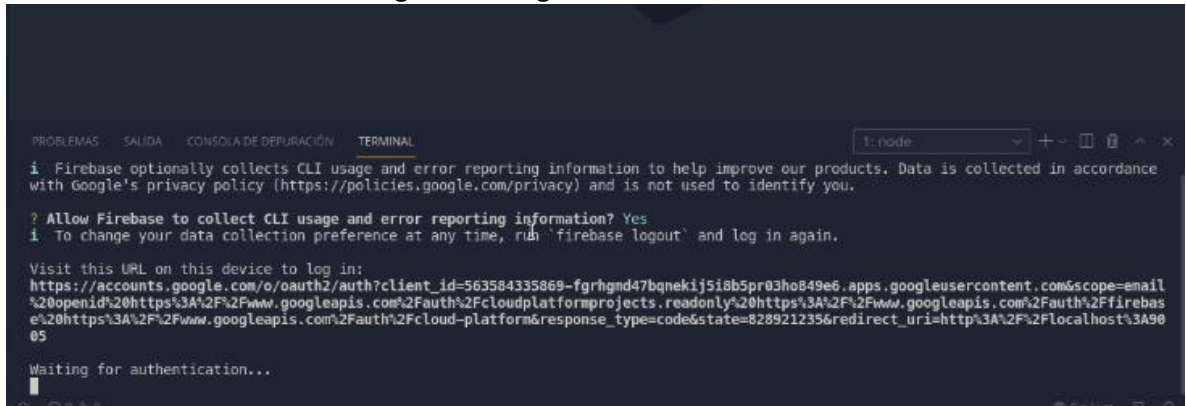 PROBLEMAS SALIDA CONSOLA DE DEPURACIÓN TERMINAL 1: node
i Firebase optionally collects CLI usage and error reporting information to help improve our products. Data is collected in accordance
with Google's privacy policy (https://policies.google.com/privacy) and is not used to identify you.
? Allow Firebase to collect CLI usage and error reporting information? Yes
i To change your data collection preference at any time, run `firebase logout` and log in again.
Visit this URL on this device to log in:
https://accounts.google.com/o/oauth2/auth?client_id=563584335869-fgrhgmd47bqnekij5i8b5pr03ho849e6.apps.googleusercontent.com&scope=email
%20openid%20https%3A%2F%2Fwww.googleapis.com%2Fauth%2Fcloudplatformprojects.readonly%20https%3A%2F%2Fwww.googleapis.com%2Fauth%2Ffirebas
e%20https%3A%2F%2Fwww.googleapis.com%2Fauth%2Fcloud-platform&response_type=code&state=828921235&redirect_uri=http%3A%2F%2Flocalhost%3A90
05
Waiting for authentication...